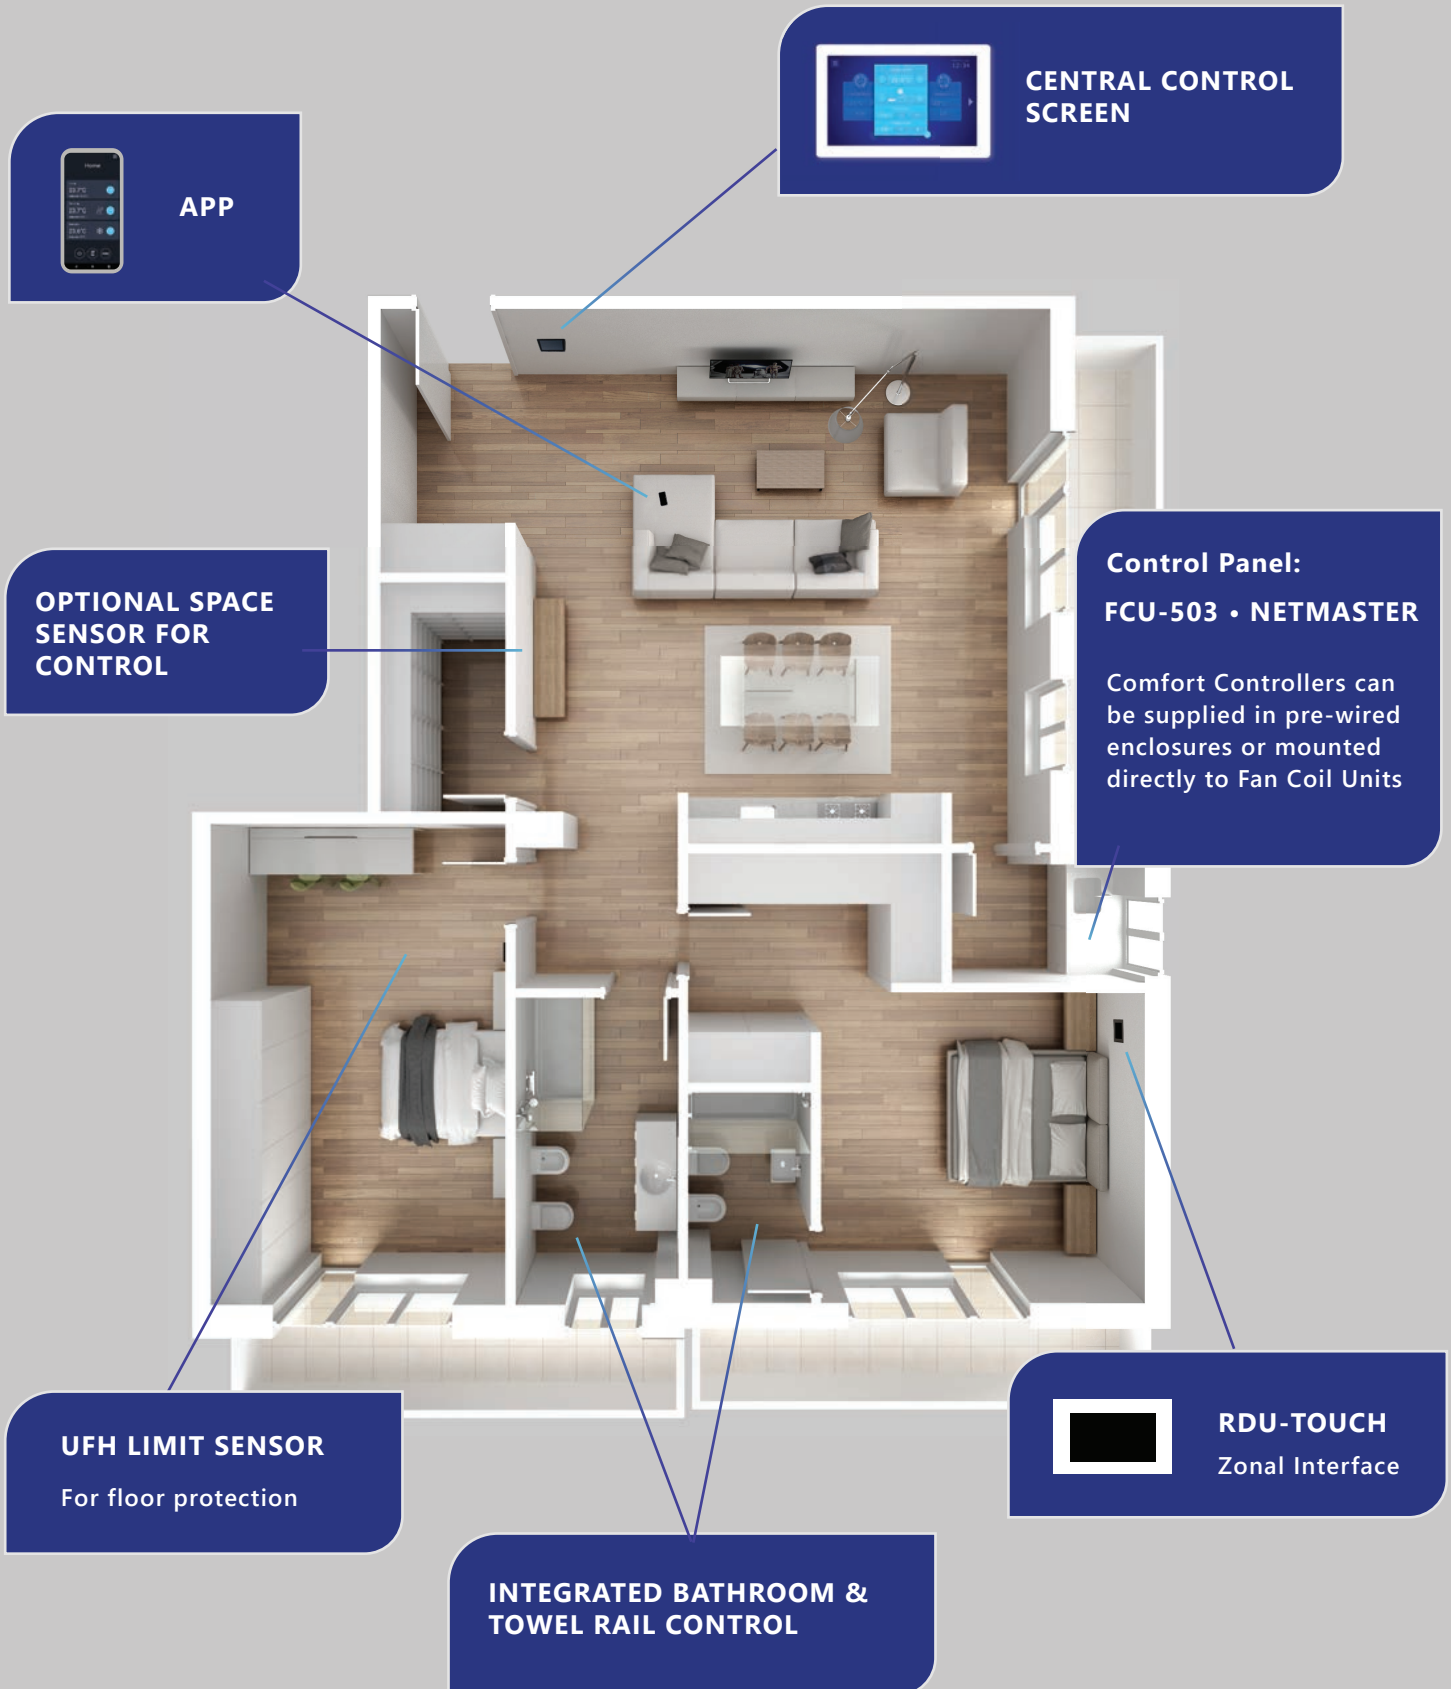 CENTRAL CONTROL
SCREEN
APP
Home
OPTIONAL SPACE
SENSOR FOR
CONTROL
Control Panel:
FCU-503 • NETMASTER
Comfort Controllers can
be supplied in pre-wired
enclosures or mounted
directly to Fan Coil Units
UFH LIMIT SENSOR
For floor protection
RDU-TOUCH
Zonal Interface
INTEGRATED BATHROOM &
TOWEL RAIL CONTROL